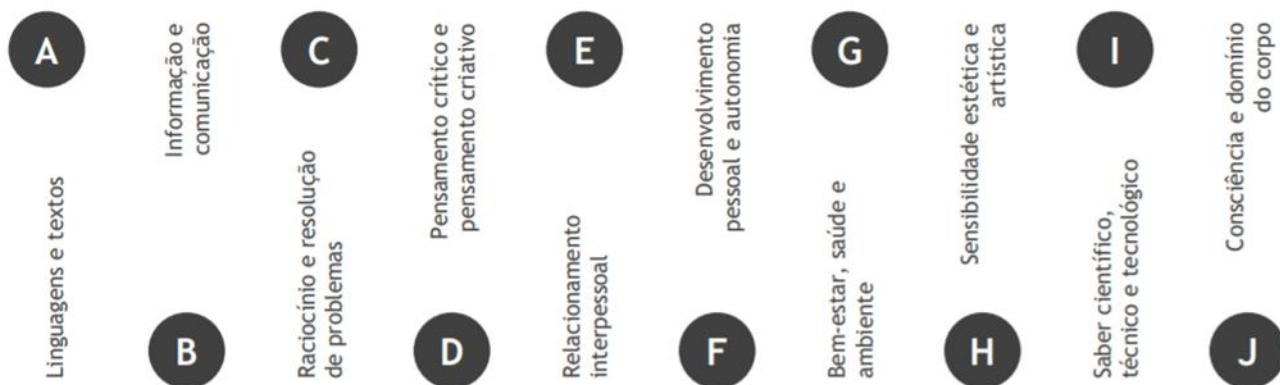 A
Linguagens e textos
Informação e
comunicação
B
C
Raciocínio e resolução
de problemas
Pensamento crítico e
pensamento criativo
D
E
Relacionamento
interpessoal
Desenvolvimento
pessoal e autonomia
F
G
Bem-estar, saúde e
ambiente
Sensibilidade estética e
artística
H
I
Saber científico,
técnico e tecnológico
Consciência e domínio
do corpo
J